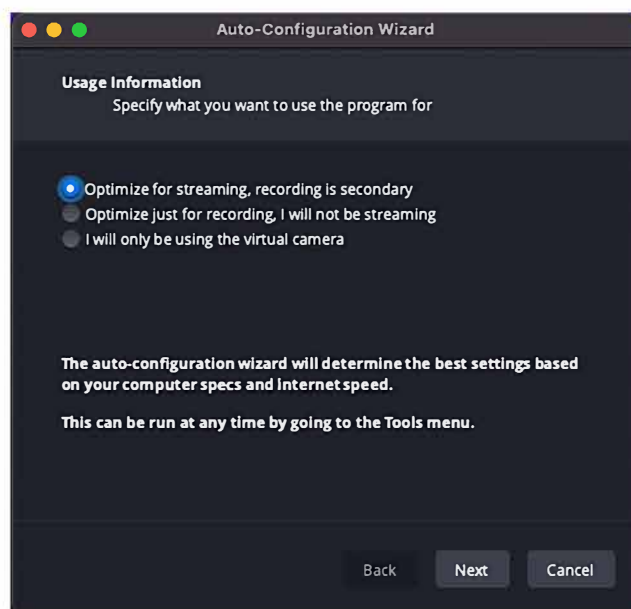 Auto-Configuration Wizard
Usage Information
Specify what you want to use the program for
Optimize for streaming, recording is secondary
Optimize just for recording, I will not be streaming
I will only be using the virtual camera
The auto-configuration wizard will determine the best settings based
on your computer specs and internet speed.
This can be run at any time by going to the Tools menu.
Back
Next
Cancel